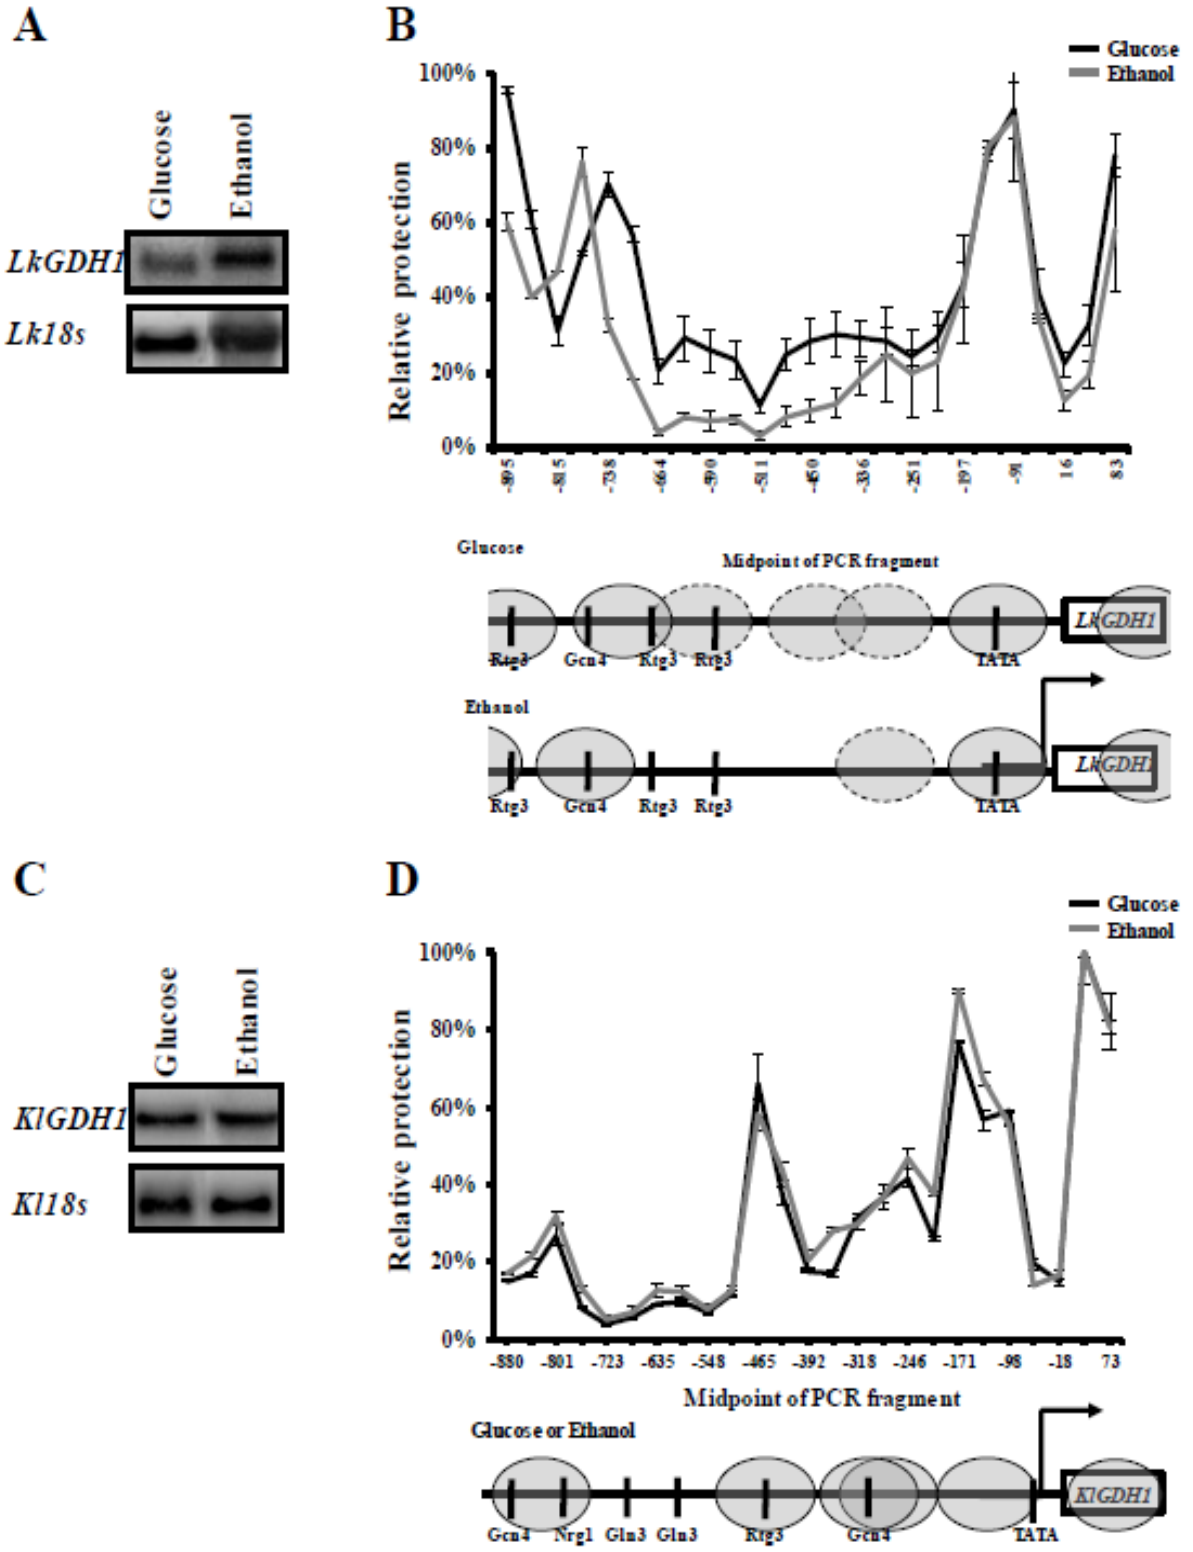 A
B
Glucose
Ethanol
LkGDH1
Lk18s
Glucose
Ethanol
Relative protection
100%
80%
60%
40%
20%
0%
-895 -815 -738 -664 -590 -511 -450 -336 -251 -197 -91 16 83
Glucose
Midpoint of PCR fragment
LkGDH1
Rtg3 Gcn4 Rtg3 Rtg3 TATA
Ethanol
LkGDH1
Rtg3 Gcn4 Rtg3 Rtg3 TATA
C
D
Glucose
Ethanol
KlGDH1
Kl18s
Glucose
Ethanol
Relative protection
100%
80%
60%
40%
20%
0%
-880 -801 -723 -635 -548 -465 -392 -318 -246 -171 -98 -18 73
Midpoint of PCR fragment
Glucose or Ethanol
KlGDH1
Gcn4 Nrg1 Gln3 Gln3 Rtg3 Gcn4 TATA